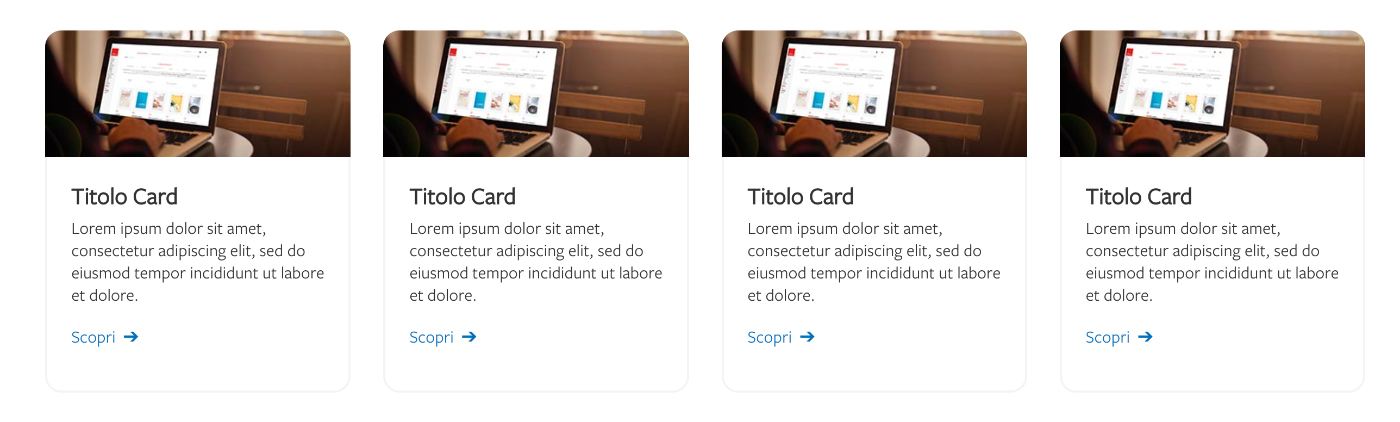 Titolo Card
Lorem ipsum dolor sit amet,
consectetur adipiscing elit, sed do
eiusmod tempor incididunt ut labore
et dolore.
Scopri →
Titolo Card
Lorem ipsum dolor sit amet,
consectetur adipiscing elit, sed do
eiusmod tempor incididunt ut labore
et dolore.
Scopri →
Titolo Card
Lorem ipsum dolor sit amet,
consectetur adipiscing elit, sed do
eiusmod tempor incididunt ut labore
et dolore.
Scopri →
Titolo Card
Lorem ipsum dolor sit amet,
consectetur adipiscing elit, sed do
eiusmod tempor incididunt ut labore
et dolore.
Scopri →